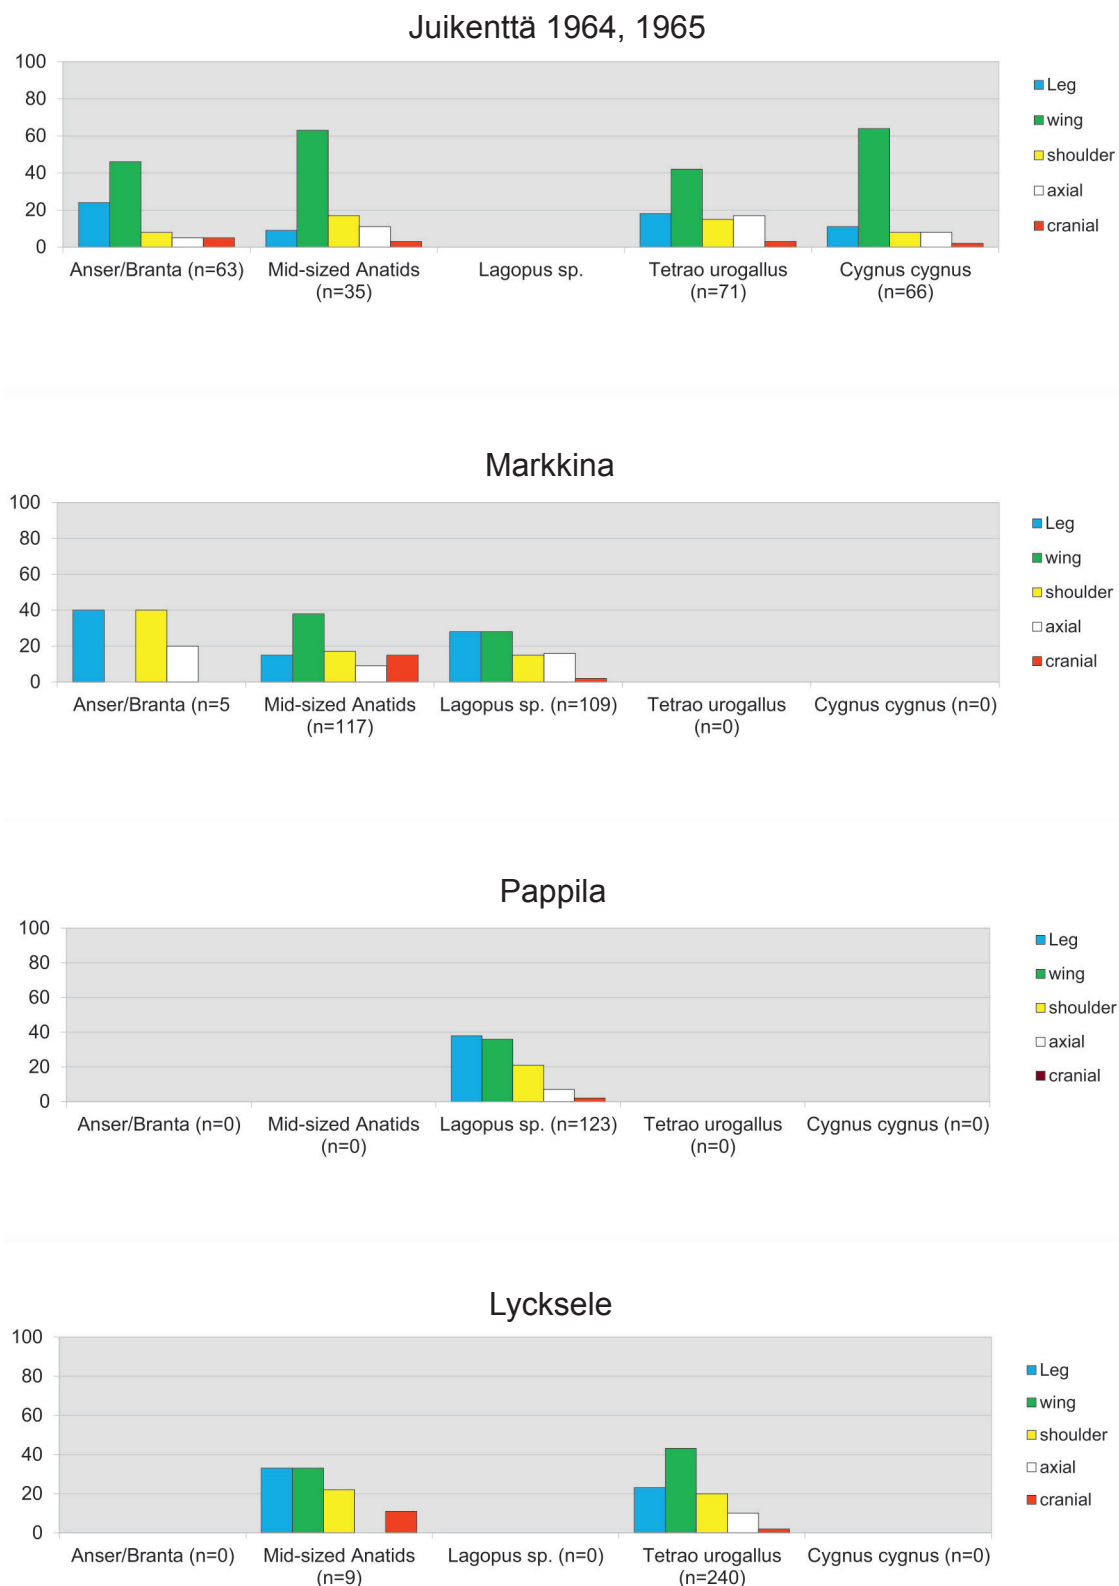 Juikenttä 1964, 1965
100
80
60
40
20
0
Leg
wing
shoulder
axial
cranial
Anser/Branta (n=63)
Mid-sized Anatids
(n=35)
Lagopus sp.
Tetrao urogallus
(n=71)
Cygnus cygnus
(n=66)
Markkina
100
80
60
40
20
0
Leg
wing
shoulder
axial
cranial
Anser/Branta (n=5
Mid-sized Anatids
(n=117)
Lagopus sp. (n=109)
Tetrao urogallus
(n=0)
Cygnus cygnus (n=0)
Pappila
100
80
60
40
20
0
Leg
wing
shoulder
axial
cranial
Anser/Branta (n=0)
Mid-sized Anatids
(n=0)
Lagopus sp. (n=123)
Tetrao urogallus
(n=0)
Cygnus cygnus (n=0)
Lycksele
100
80
60
40
20
0
Leg
wing
shoulder
axial
cranial
Anser/Branta (n=0)
Mid-sized Anatids
(n=9)
Lagopus sp. (n=0)
Tetrao urogallus
(n=240)
Cygnus cygnus (n=0)